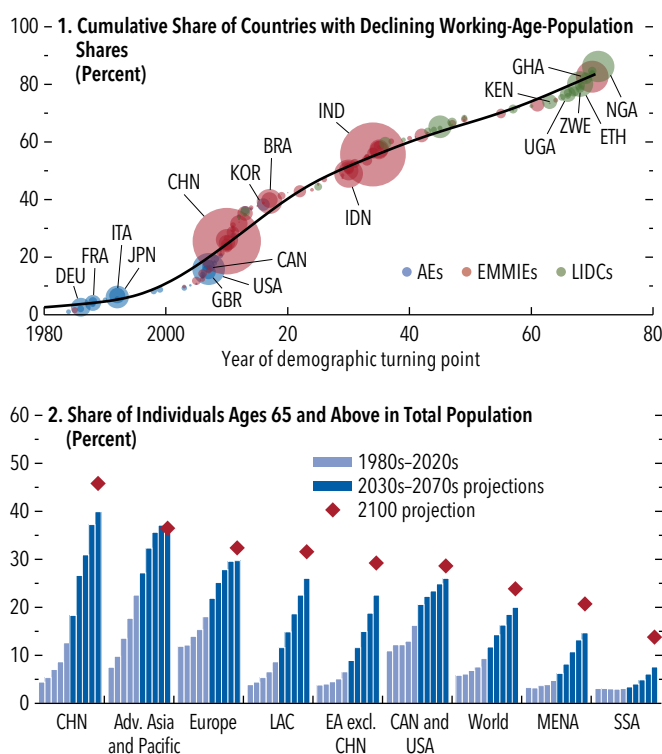 1. Cumulative Share of Countries with Declining Working-Age-Population
Shares
(Percent)
100
80
60
40
20
0
DEU
FRA
ITA
JPN
CHN
KOR
BRA
IND
CAN
USA
GBR
IDN
KEN
GHA
UGA
ZWE
ETH
NGA
AEs
EMMIEs
LIDCs
1980 2000 20 40 60 80
Year of demographic turning point
2. Share of Individuals Ages 65 and Above in Total Population
(Percent)
60
50
40
30
20
10
0
1980s–2020s
2030s–2070s projections
2100 projection
CHN Adv. Asia Europe LAC EA excl. CAN and World MENA SSA
and Pacific CHN USA